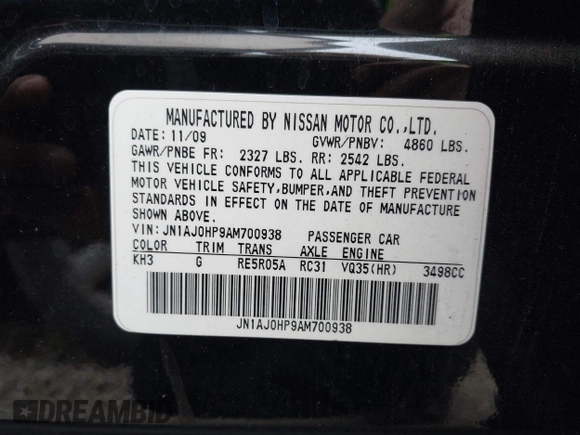 MANUFACTURED BY NISSAN MOTOR CO.,LTD.
DATE: 11/09 GVWR/PNBV: 4860 LBS.
GAWR/PNBE FR: 2327 LBS. RR: 2542 LBS.
THIS VEHICLE CONFORMS TO ALL APPLICABLE FEDERAL
MOTOR VEHICLE SAFETY, BUMPER, AND THEFT PREVENTION
STANDARDS IN EFFECT ON THE DATE OF MANUFACTURE
SHOWN ABOVE.
VIN: JN1AJ0HP9AM700938 PASSENGER CAR
COLOR TRIM TRANS AXLE ENGINE
KH3 G RE5R05A RC31 VQ35(HR) 3498CC
JN1AJ0HP9AM700938
DREAMBID